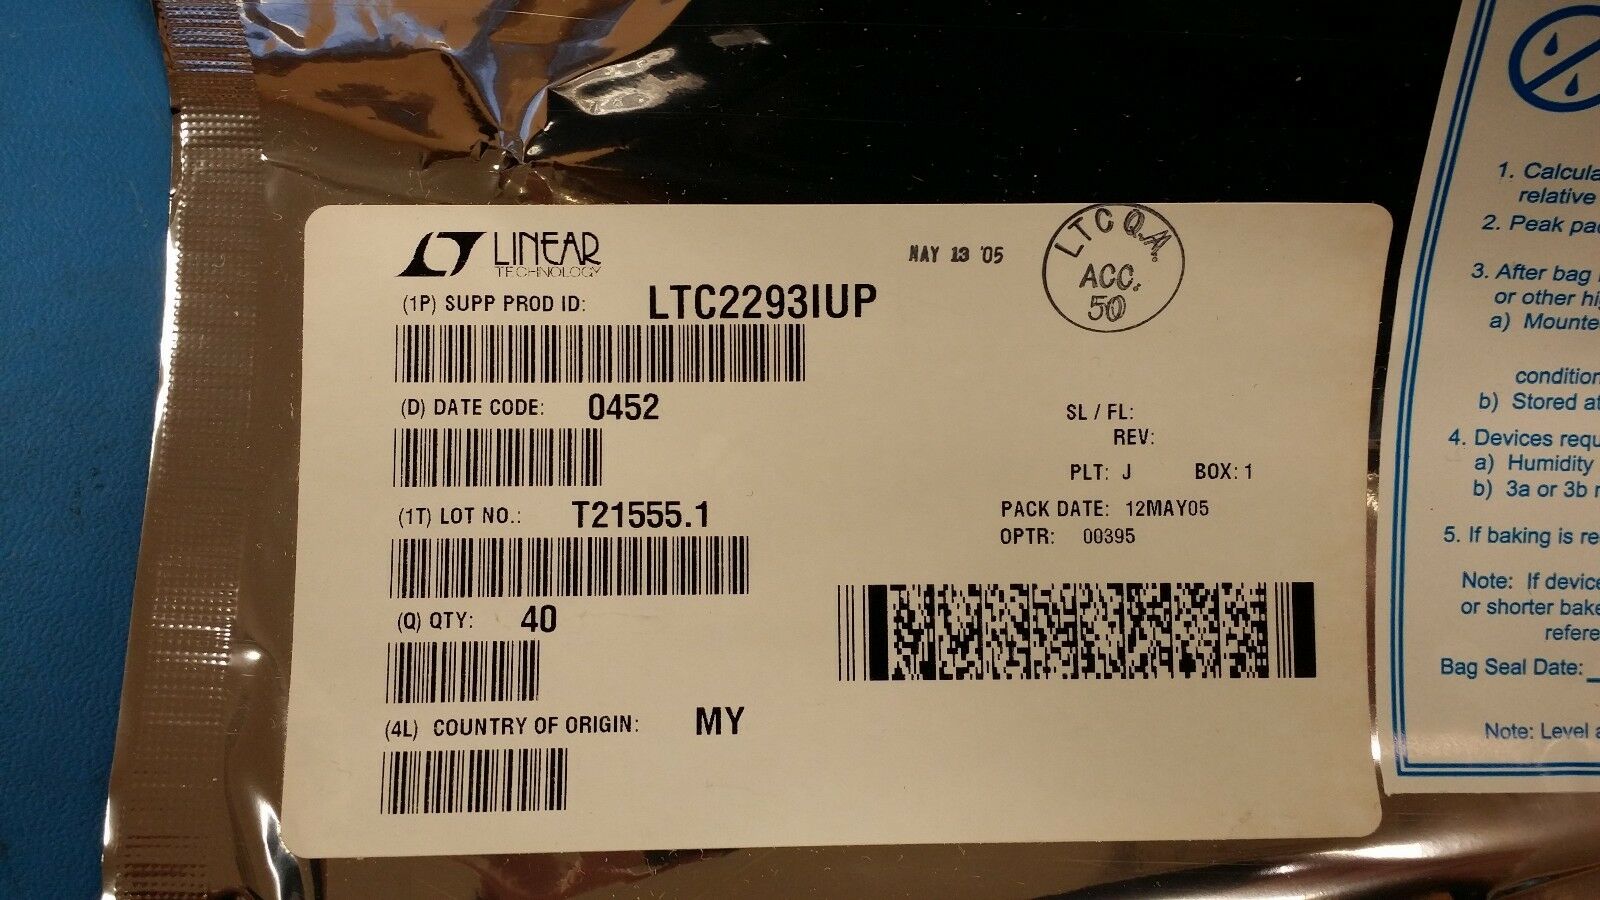 LINEAR
TECHNOLOGY
MAY 13 '05
LTC Q.A.
ACC.
50
(1P) SUPP PROD ID: LTC2293IUP
(D) DATE CODE: 0452
SL / FL:
REV:
PLT: J BOX: 1
(1T) LOT NO.: T21555.1
PACK DATE: 12MAY05
OPTR: 00395
(Q) QTY: 40
(4L) COUNTRY OF ORIGIN: MY
1. Calcula
relative
2. Peak pa
3. After bag
or other hi
a) Mounte
condition
b) Stored at
4. Devices requ
a) Humidity
b) 3a or 3b
5. If baking is re
Note: If device
or shorter bake
refere
Bag Seal Date:
Note: Level a